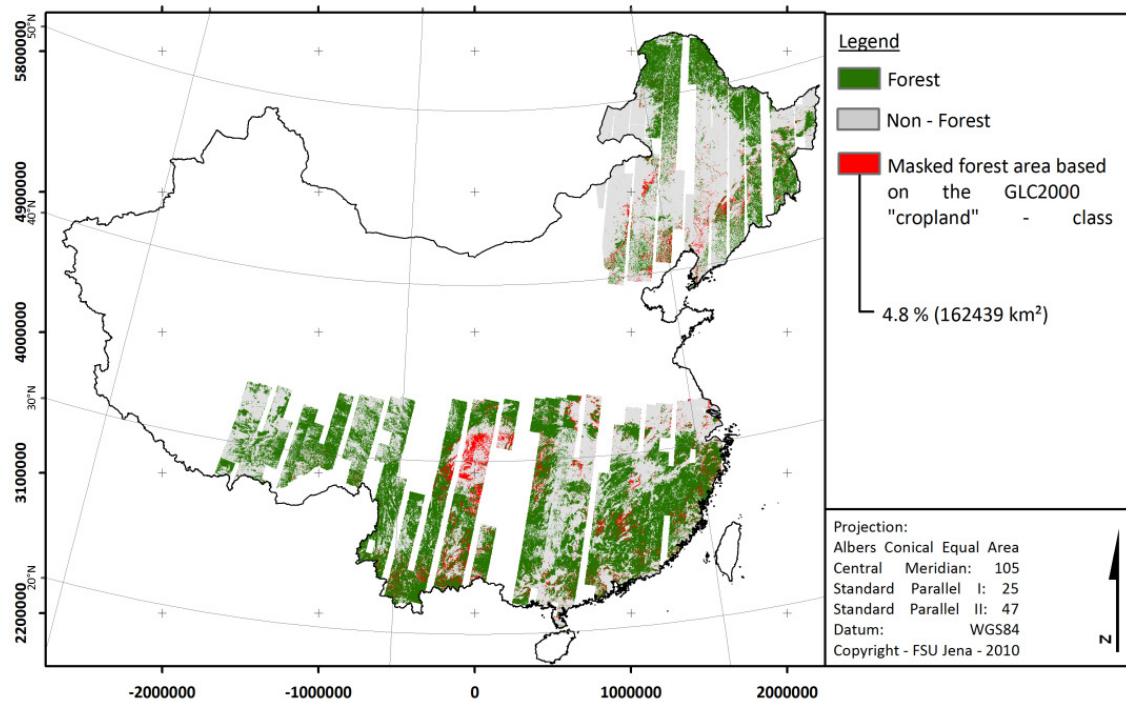 50°N
5800000
4900000
40°N
4000000
30°N
3100000
20°N
2200000
-2000000
-1000000
0
1000000
2000000
Legend
Forest
Non - Forest
Masked forest area based
on the GLC2000
"cropland" - class
4.8 % (162439 km²)
Projection:
Albers Conical Equal Area
Central Meridian: 105
Standard Parallel I: 25
Standard Parallel II: 47
Datum: WGS84
Copyright - FSU Jena - 2010
N